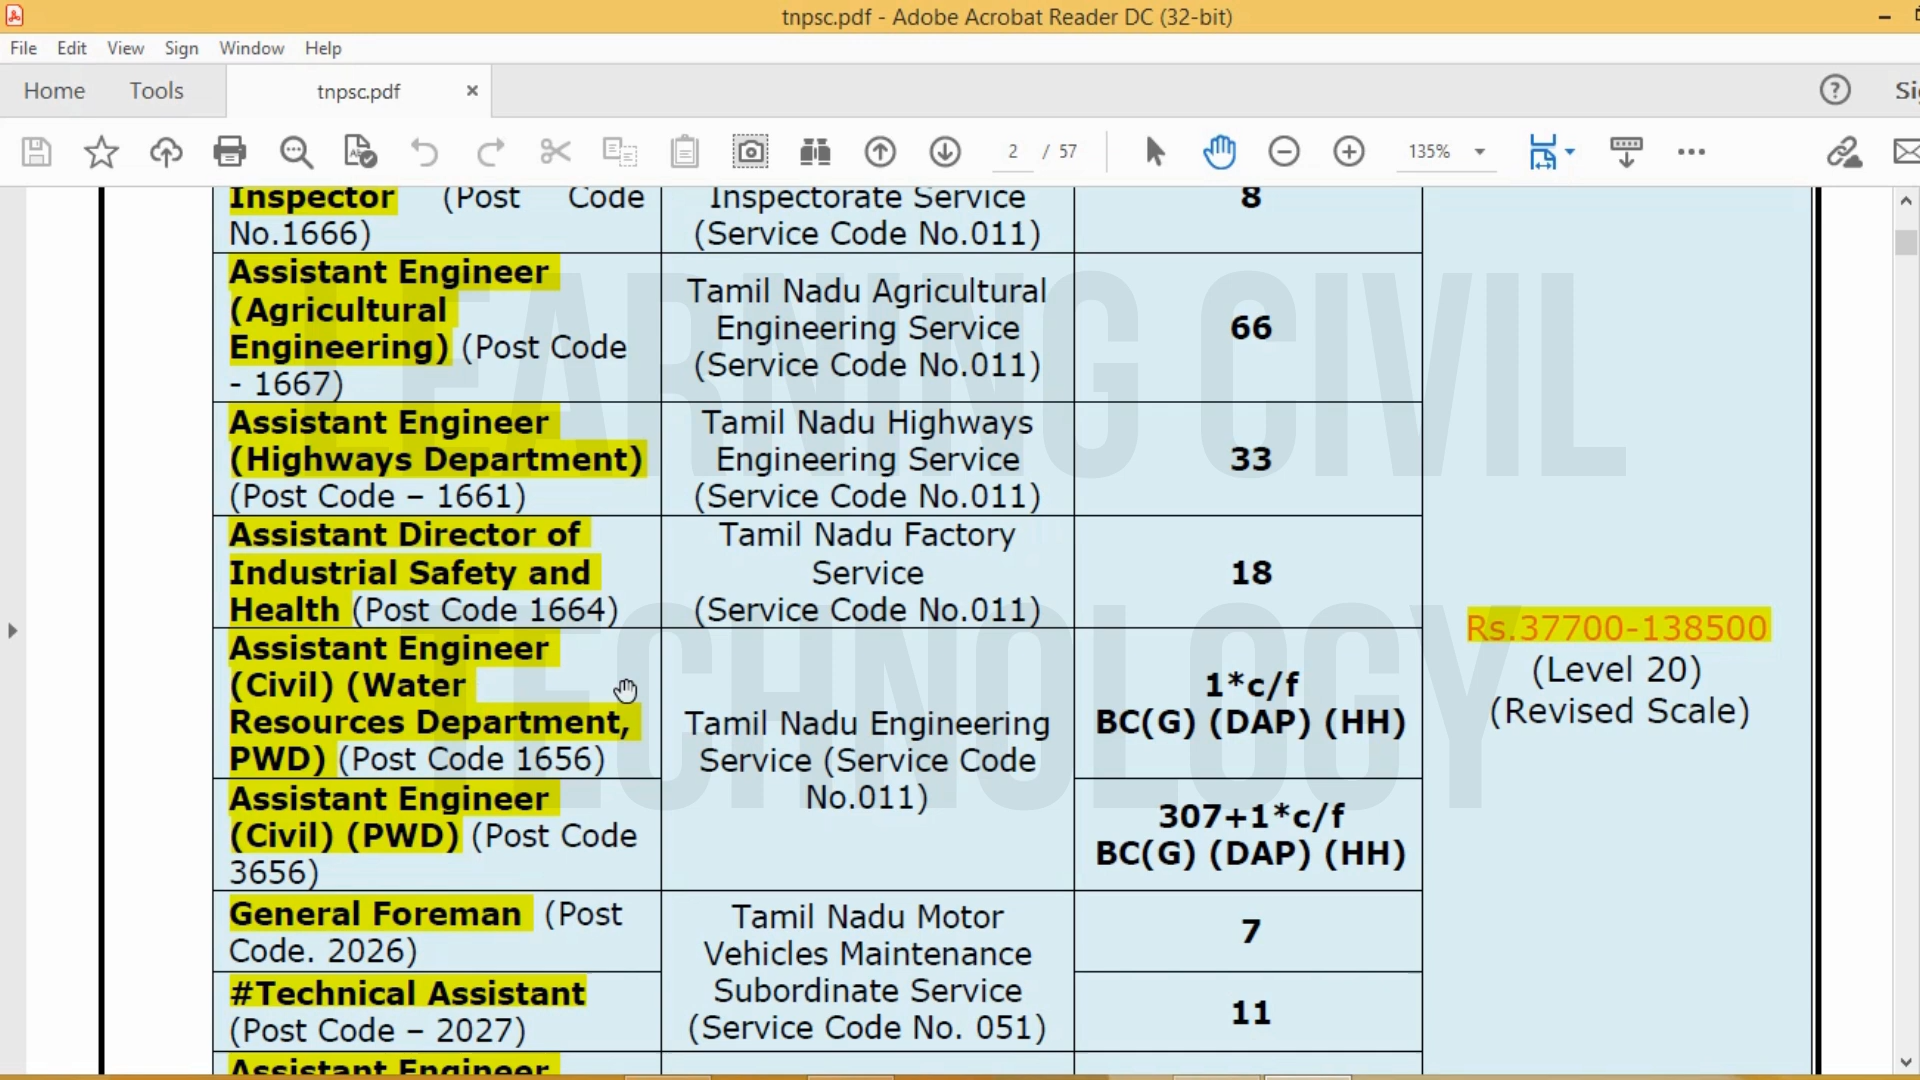 tnpsc.pdf - Adobe Acrobat Reader DC (32-bit)
File Edit View Sign Window Help
Home Tools tnpsc.pdf ×
2 / 57 135%
Inspector (Post Code
No.1666)
Inspectorate Service
(Service Code No.011)
8
Assistant Engineer
(Agricultural
Engineering) (Post Code
- 1667)
Tamil Nadu Agricultural
Engineering Service
(Service Code No.011)
66
Assistant Engineer
(Highways Department)
(Post Code – 1661)
Tamil Nadu Highways
Engineering Service
(Service Code No.011)
33
Assistant Director of
Industrial Safety and
Health (Post Code 1664)
Tamil Nadu Factory
Service
(Service Code No.011)
18
Assistant Engineer
(Civil) (Water
Resources Department,
PWD) (Post Code 1656)
Tamil Nadu Engineering
Service (Service Code
No.011)
1*c/f
BC(G) (DAP) (HH)
Assistant Engineer
(Civil) (PWD) (Post Code
3656)
307+1*c/f
BC(G) (DAP) (HH)
General Foreman (Post
Code. 2026)
Tamil Nadu Motor
Vehicles Maintenance
Subordinate Service
(Service Code No. 051)
7
#Technical Assistant
(Post Code – 2027)
11
Assistant Engineer
Rs.37700-138500
(Level 20)
(Revised Scale)
LEARNING CIVIL
TECHNOLOGY